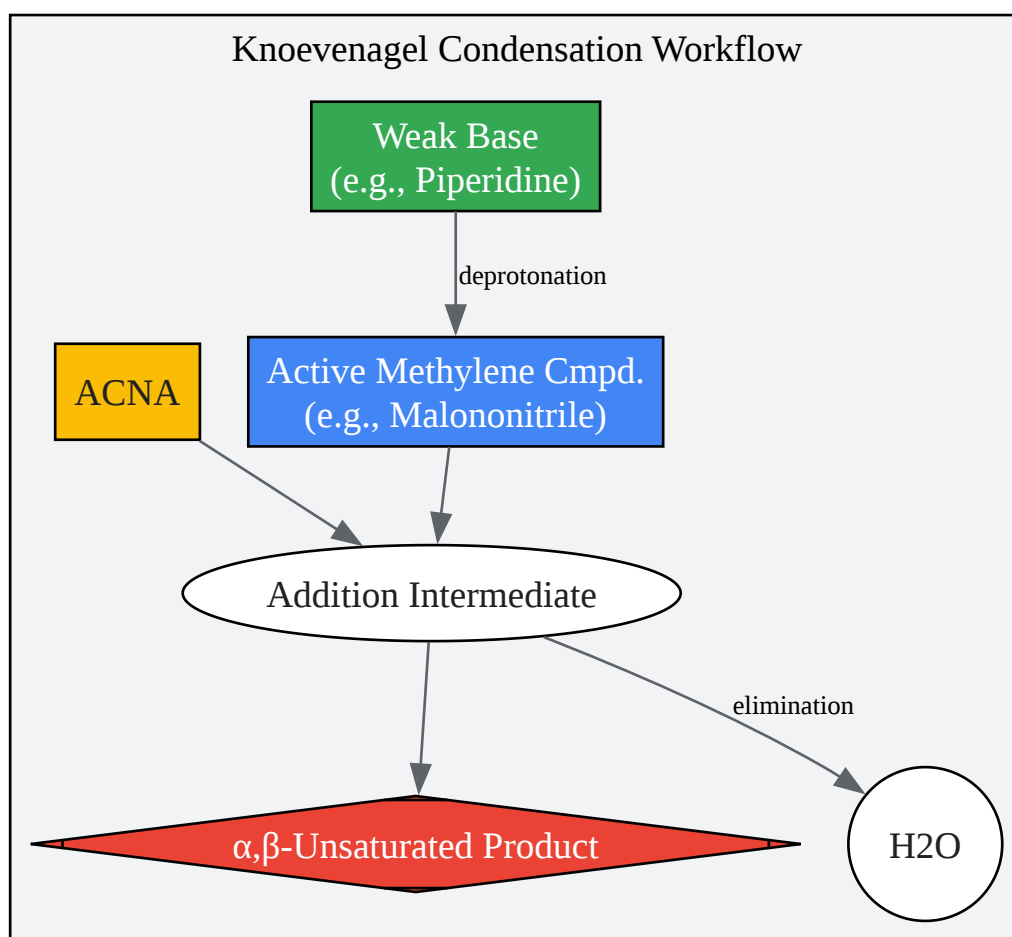 Knoevenagel Condensation Workflow
Weak Base
(e.g., Piperidine)
deprotonation
ACNA
Active Methylene Cmpd.
(e.g., Malononitrile)
Addition Intermediate
elimination
α,β-Unsaturated Product
H2O